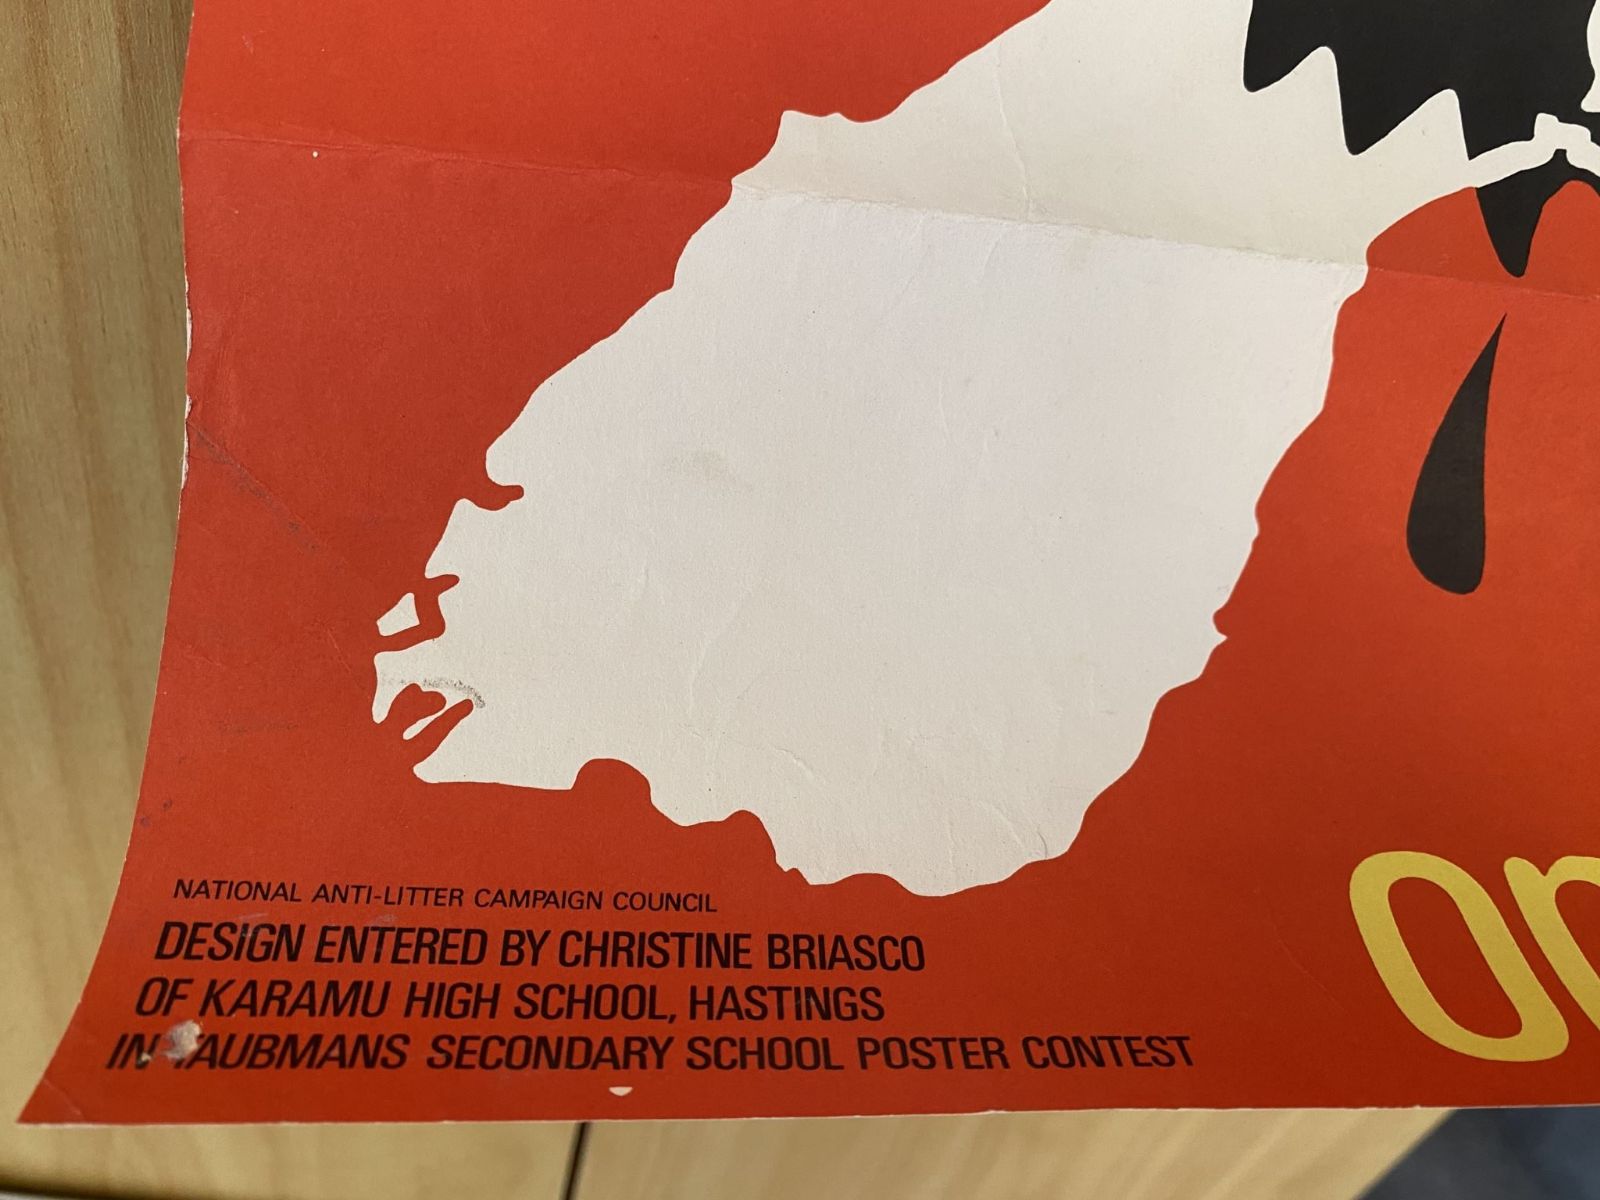 NATIONAL ANTI-LITTER CAMPAIGN COUNCIL
DESIGN ENTERED BY CHRISTINE BRIASCO
OF KARAMU HIGH SCHOOL, HASTINGS
IN TAUBMANS SECONDARY SCHOOL POSTER CONTEST